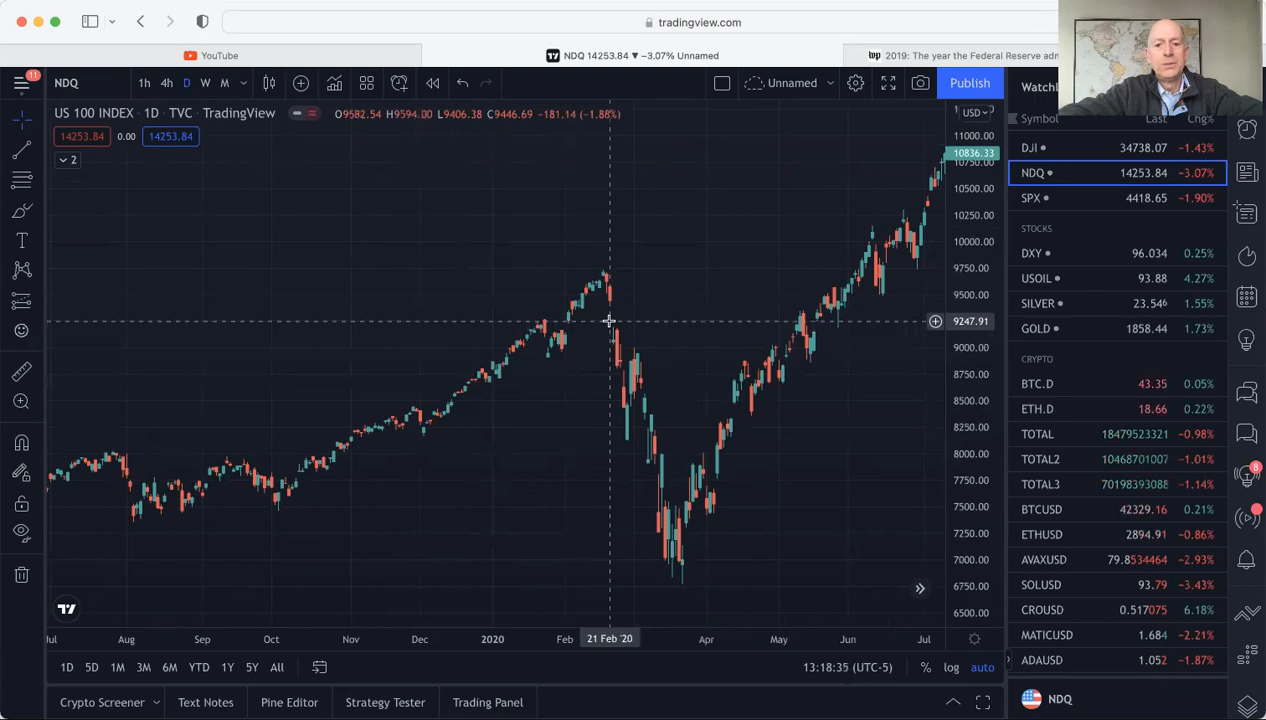 tradingview.com
YouTube
NDQ 14253.84 ▼ −3.07% Unnamed
2019: The year the Federal Reserve adm
11
NDQ
1h 4h D W M
Unnamed
Publish
Watchl
US 100 INDEX · 1D · TVC · TradingView
O9582.54 H9594.00 L9406.38 C9446.69 −181.14 (−1.88%)
14253.84 0.00 14253.84
2
USD
11000.00
10836.33
10750.00
10500.00
10250.00
10000.00
9750.00
9500.00
9247.91
9000.00
8750.00
8500.00
8250.00
8000.00
7750.00
7500.00
7250.00
7000.00
6750.00
6500.00
Jul Aug Sep Oct Nov Dec 2020 Feb 21 Feb '20 Apr May Jun Jul
1D 5D 1M 3M 6M YTD 1Y 5Y All
13:18:35 (UTC-5) % log auto
Crypto Screener Text Notes Pine Editor Strategy Tester Trading Panel
Symbol Last Chg%
DJI 34738.07 −1.43%
NDQ 14253.84 −3.07%
SPX 4418.65 −1.90%
STOCKS
DXY 96.034 0.25%
USOIL 93.88 4.27%
SILVER 23.546 1.55%
GOLD 1858.44 1.73%
CRYPTO
BTC.D 43.35 0.05%
ETH.D 18.66 0.22%
TOTAL 18479523321 −0.98%
TOTAL2 10468701007 −1.01%
TOTAL3 70198393088 −1.14%
BTCUSD 42329.16 0.21%
ETHUSD 2894.91 −0.86%
AVAXUSD 79.8534464 −2.93%
SOLUSD 93.79 −3.43%
CROUSD 0.517075 6.18%
MATICUSD 1.684 −2.21%
ADAUSD 1.052 −1.87%
NDQ
8